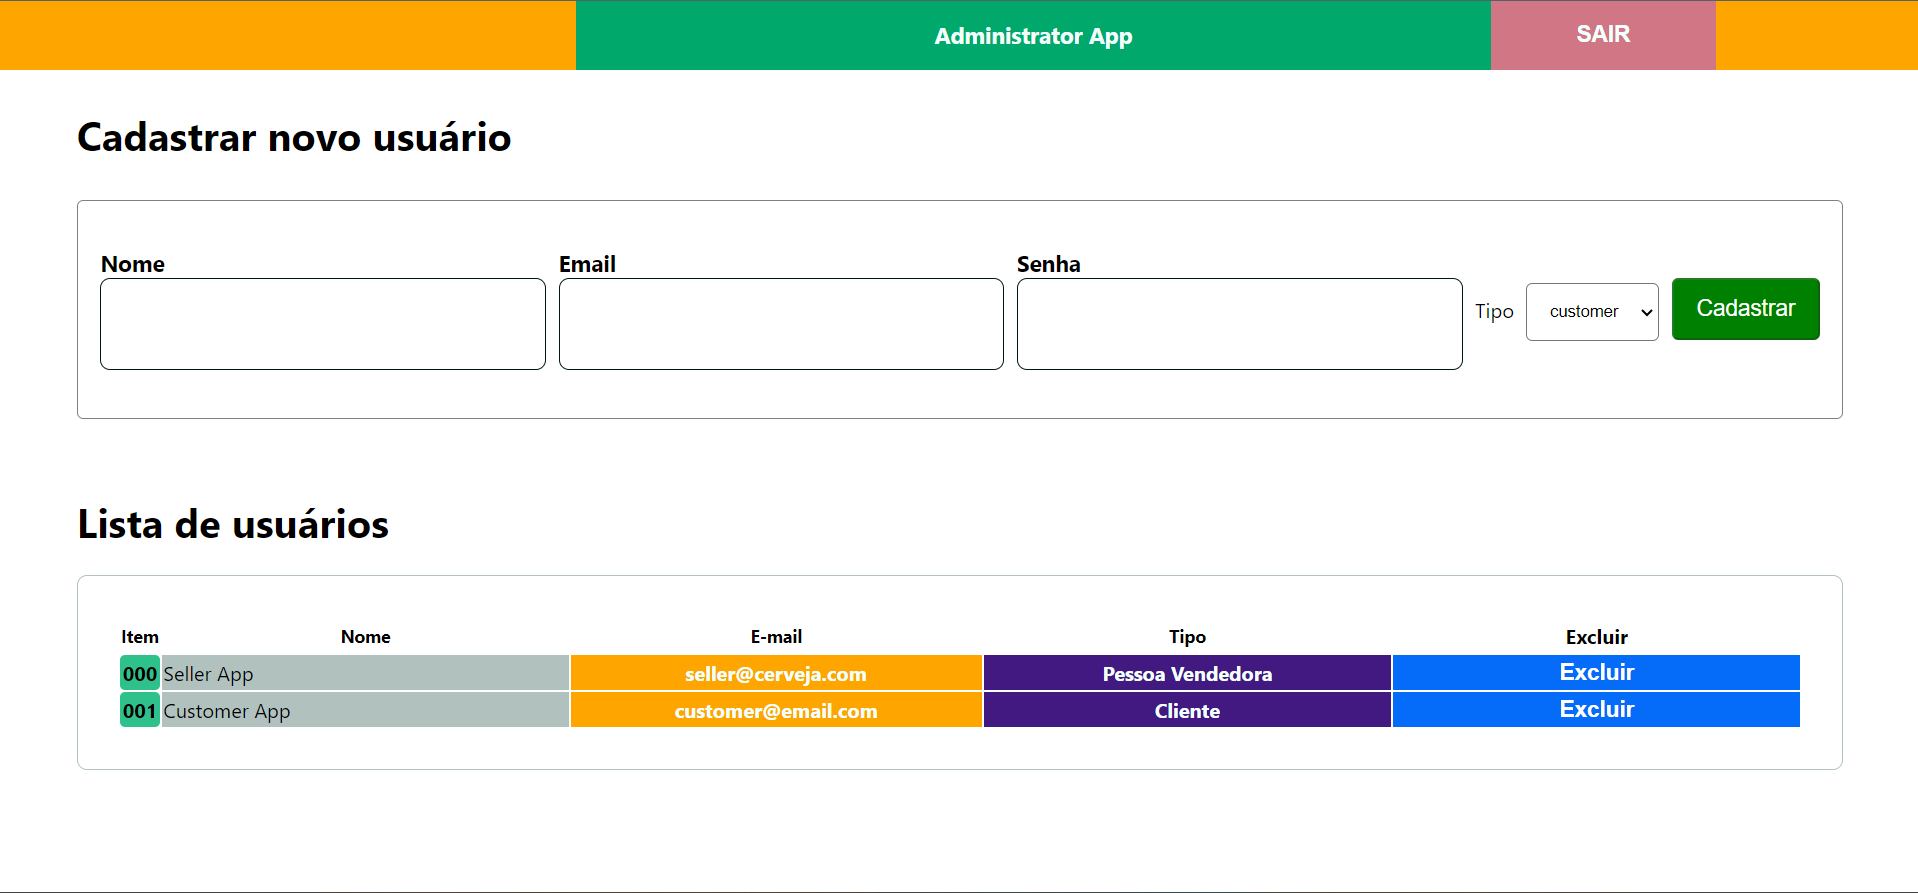 Administrator App SAIR
Cadastrar novo usuário
Nome Email Senha
Tipo customer Cadastrar
Lista de usuários
Item Nome E-mail Tipo Excluir
000 Seller App seller@cerveja.com Pessoa Vendedora Excluir
001 Customer App customer@email.com Cliente Excluir